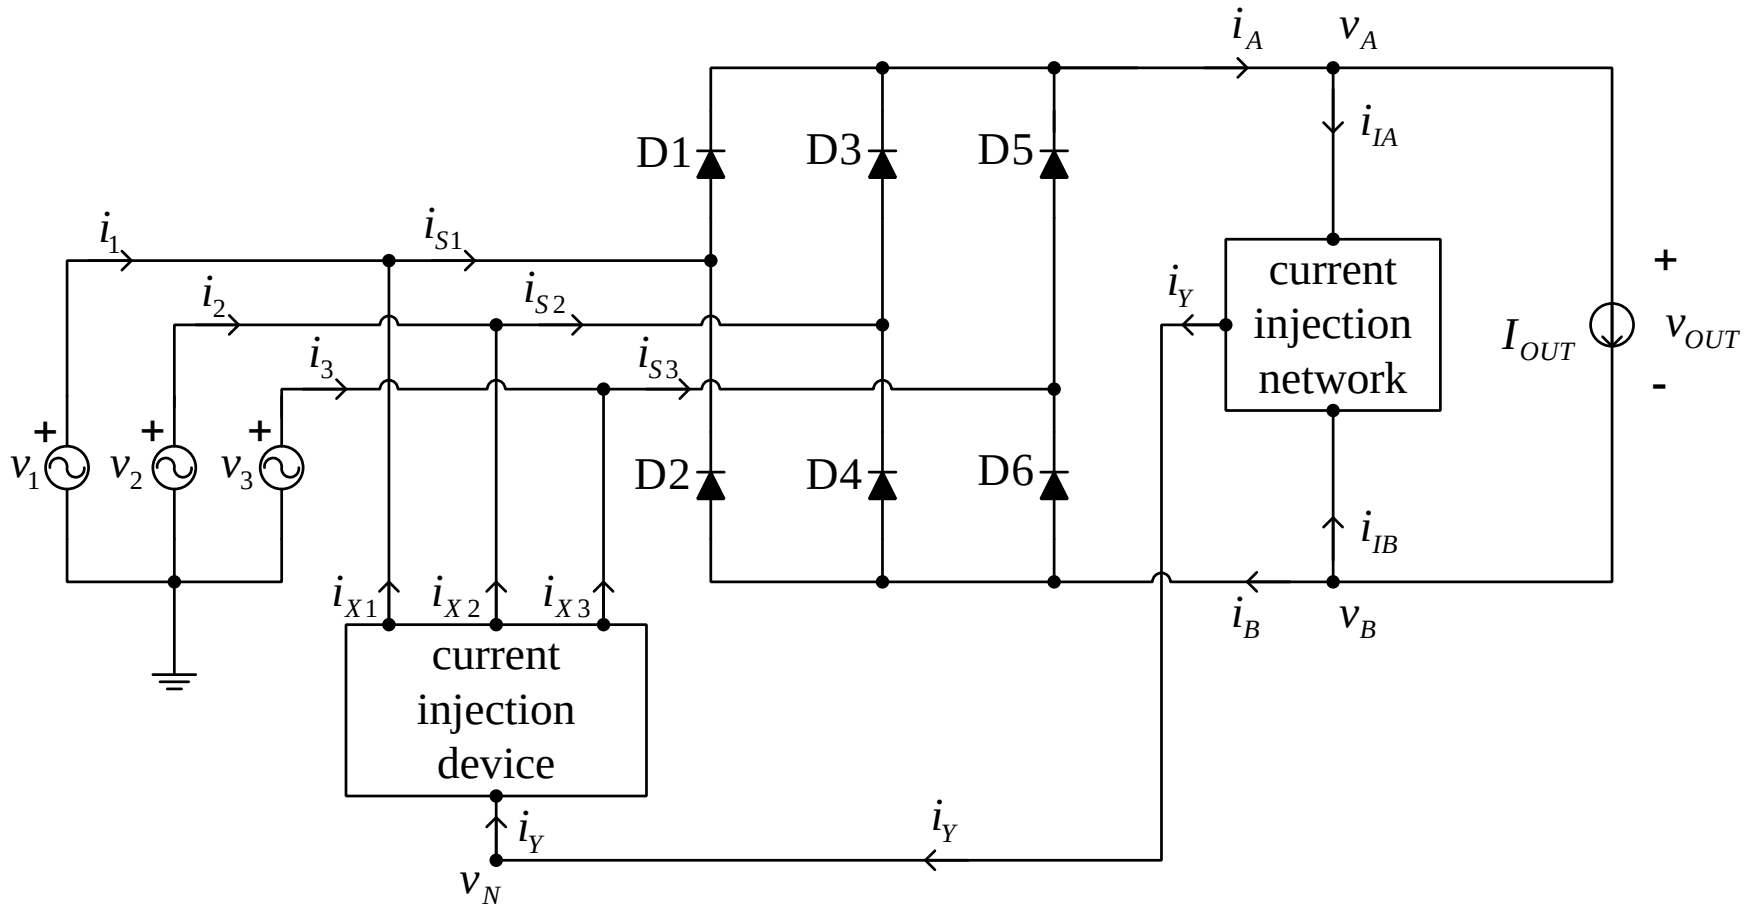 i_A
v_A
D1
D3
D5
i_IA
i_1
i_S1
i_2
i_S2
i_3
i_S3
i_Y
current
injection
network
I_OUT
+
v_OUT
-
+
+
+
v_1
v_2
v_3
D2
D4
D6
i_IB
i_X1
i_X2
i_X3
i_B
v_B
current
injection
device
i_Y
i_Y
v_N